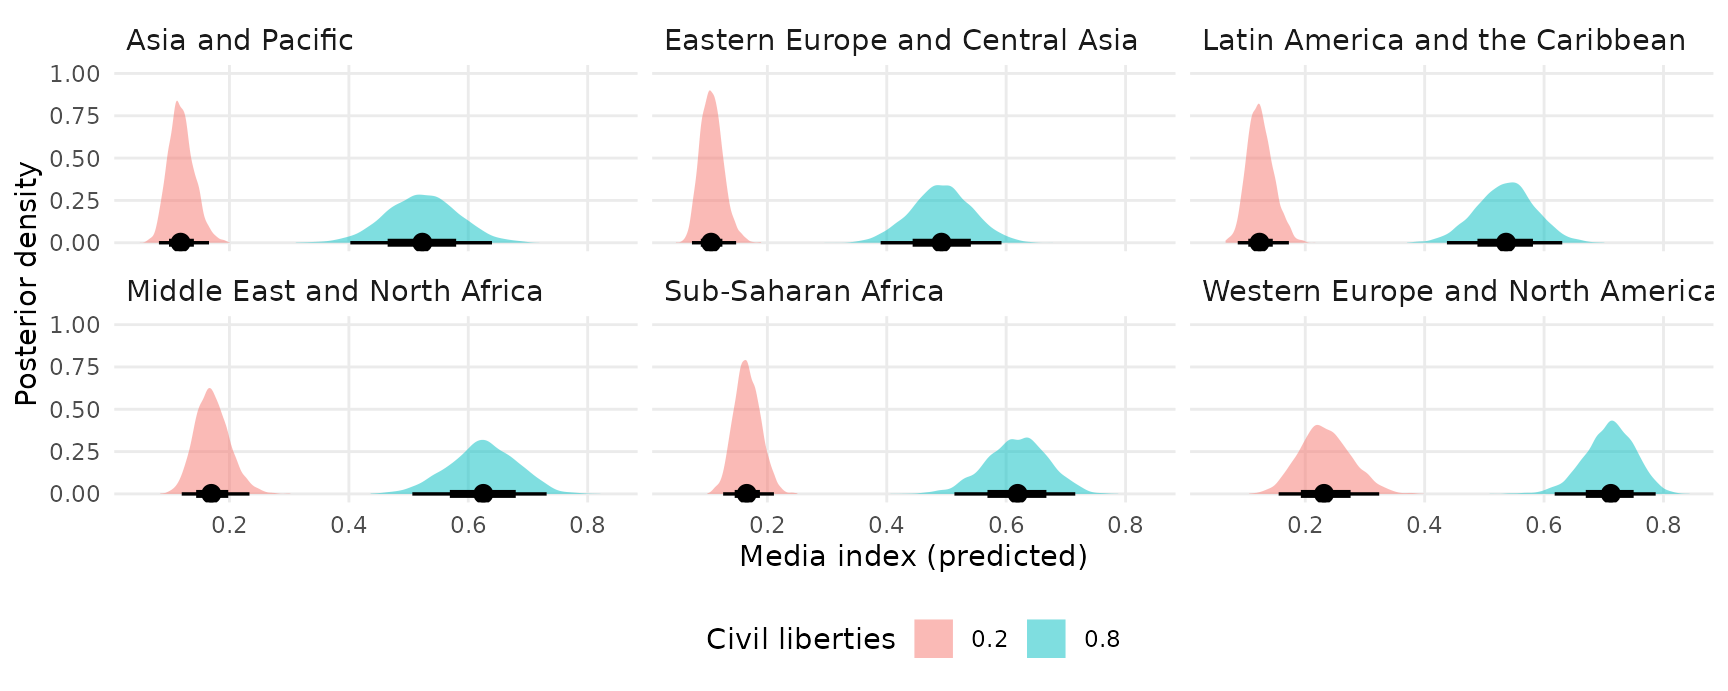 Asia and Pacific
Eastern Europe and Central Asia
Latin America and the Caribbean
1.00
0.75
0.50
0.25
0.00
Middle East and North Africa
Sub-Saharan Africa
Western Europe and North America
1.00
0.75
0.50
0.25
0.00
Posterior density
0.2 0.4 0.6 0.8
0.2 0.4 0.6 0.8
0.2 0.4 0.6 0.8
Media index (predicted)
Civil liberties 0.2 0.8